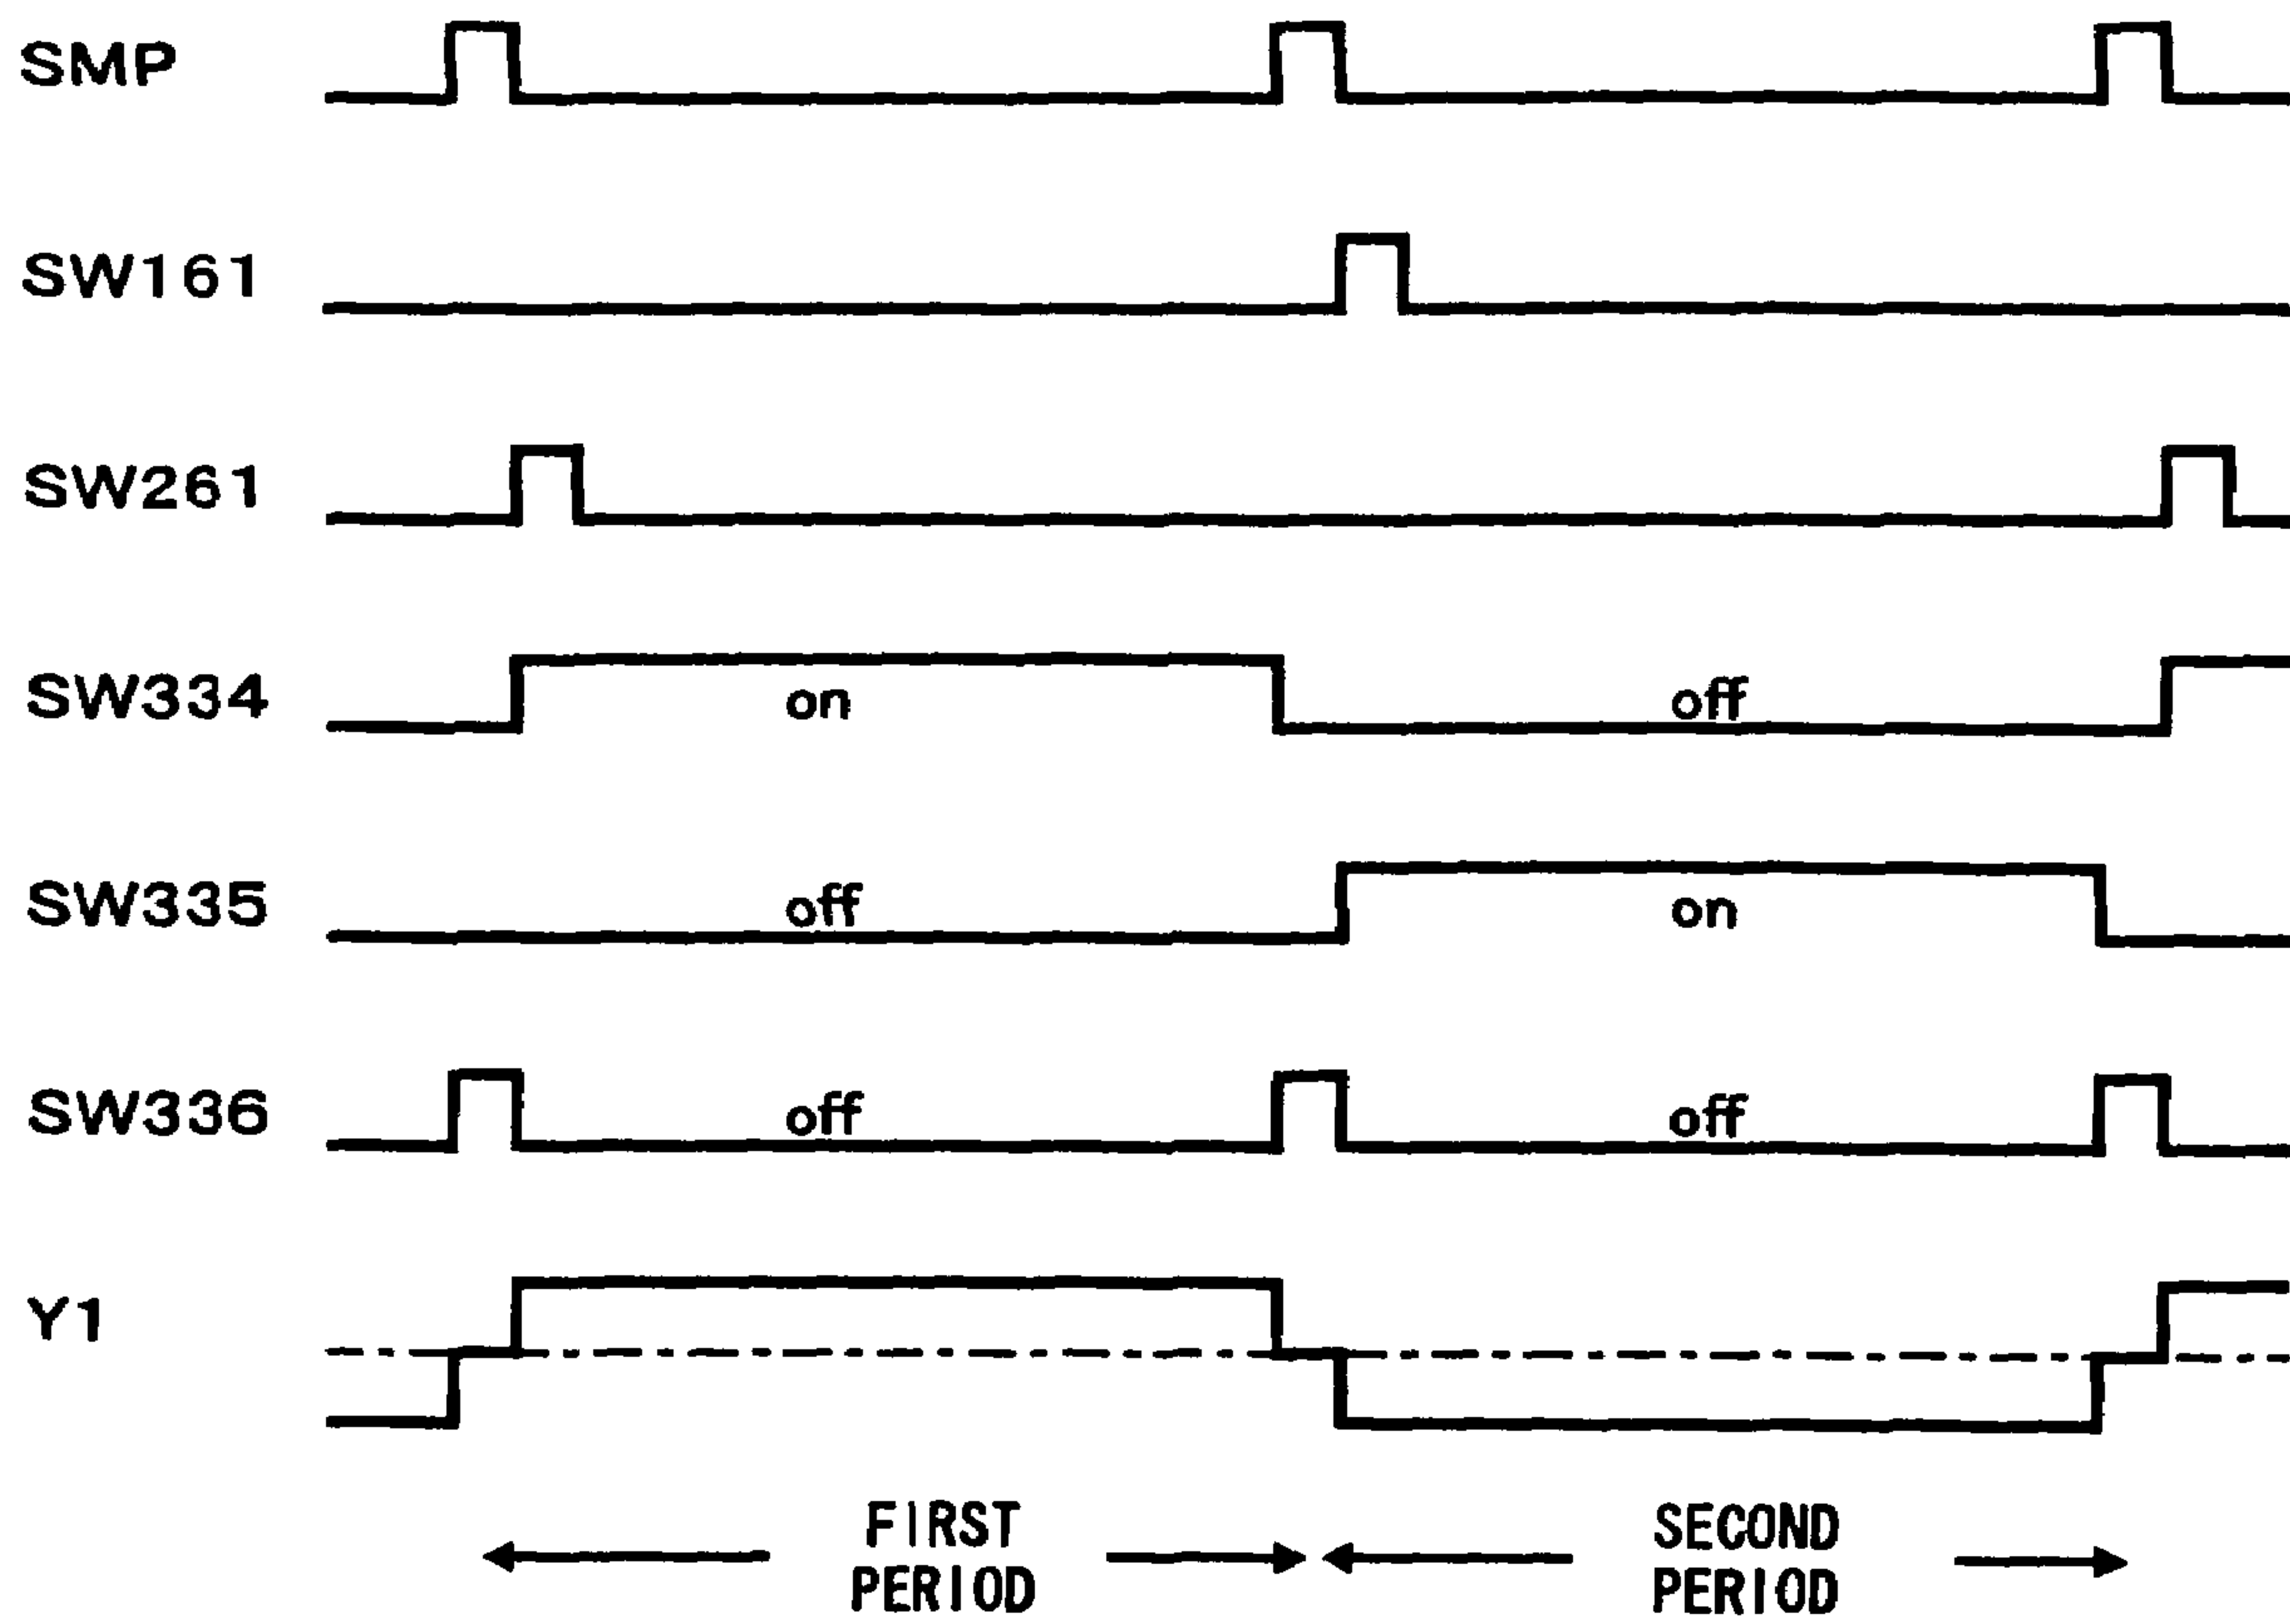 SMP
SW161
SW261
SW334
on
off
SW335
off
on
SW336
off
off
Y1
FIRST
PERIOD
SECOND
PERIOD